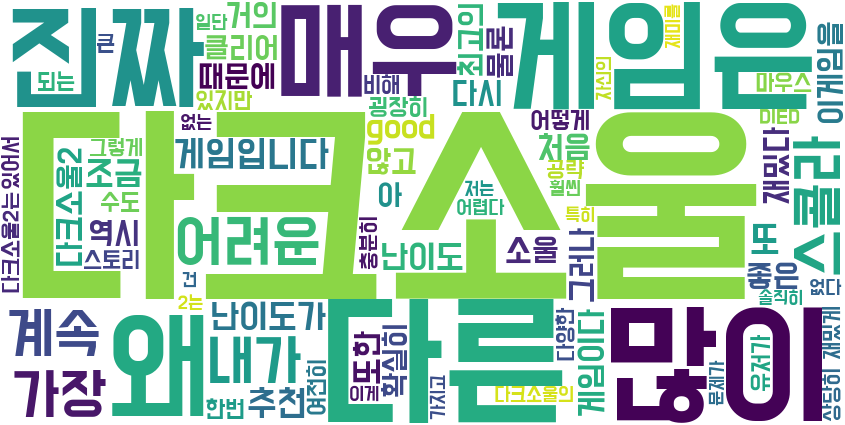 진짜
큰
되는
일단
거의
클리어
때문에
있지만
매우
비해
굉장히
최고의
물론
다시
게임은
자신의
재미를
마우스
DIED
이게임을
다크소울
없는
그렇게
다크소울2
조금
수도
역시
스토리
다크소울2는 있어서
게임입니다
어려운
good
않고
아
충분히
난이도
저는
어렵다
어떻게
처음
공략
훨씬
특히
소울
그러나
재밌다
스콜라
또
좋은
솔직히
없다
건
2는
계속
가장
왜
난이도가
내가
한번
추천
여전히
다른
이게
또한
확실히
가지고
다크소울의
다양한
게임이다
많이
문제가
유저가
상당히 재밌게